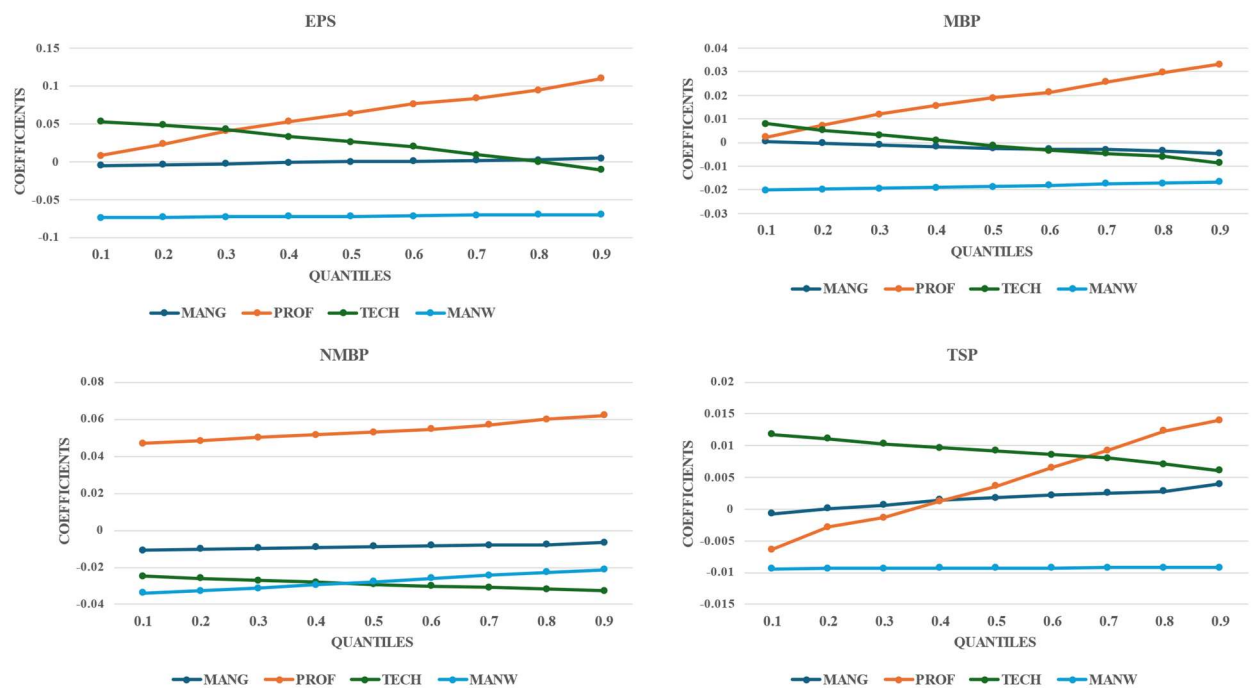 EPS
0.15
0.1
0.05
0
-0.05
-0.1
COEFFICENTS
0.1 0.2 0.3 0.4 0.5 0.6 0.7 0.8 0.9
QUANTILES
MANG PROF TECH MANW
MBP
0.04
0.03
0.02
0.01
0
-0.01
-0.02
-0.03
COEFFICENTS
0.1 0.2 0.3 0.4 0.5 0.6 0.7 0.8 0.9
QUANTILES
MANG PROF TECH MANW
NMBP
0.08
0.06
0.04
0.02
0
-0.02
-0.04
COEFFICIENTS
0.1 0.2 0.3 0.4 0.5 0.6 0.7 0.8 0.9
QUANTILES
MANG PROF TECH MANW
TSP
0.02
0.015
0.01
0.005
0
-0.005
-0.01
-0.015
COEFFICIENTS
0.1 0.2 0.3 0.4 0.5 0.6 0.7 0.8 0.9
QUANTILES
MANG PROF TECH MANW